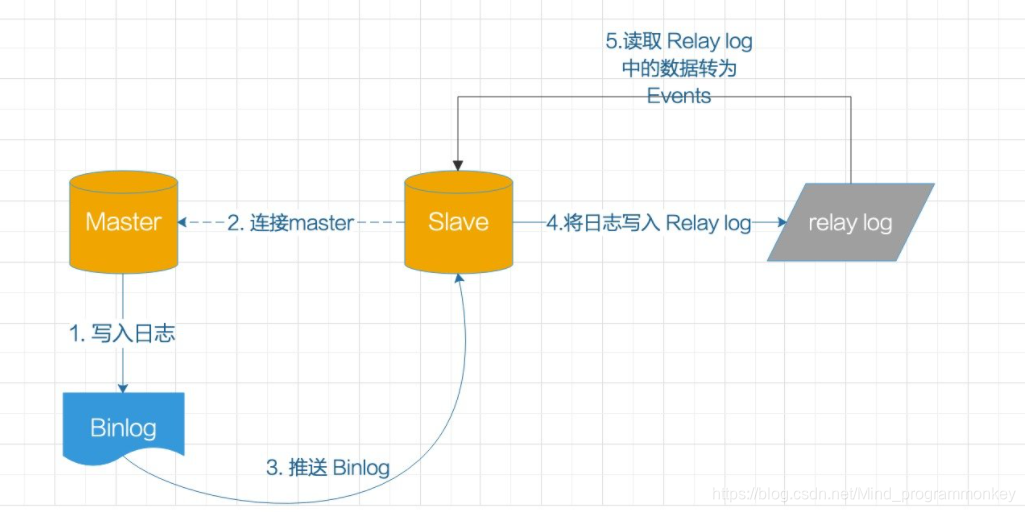 5.读取 Relay log
中的数据转为
Events
Master
2. 连接master
Slave
4.将日志写入 Relay log
relay log
1. 写入日志
Binlog
3. 推送 Binlog
https://blog.csdn.net/Mind_programmonkey